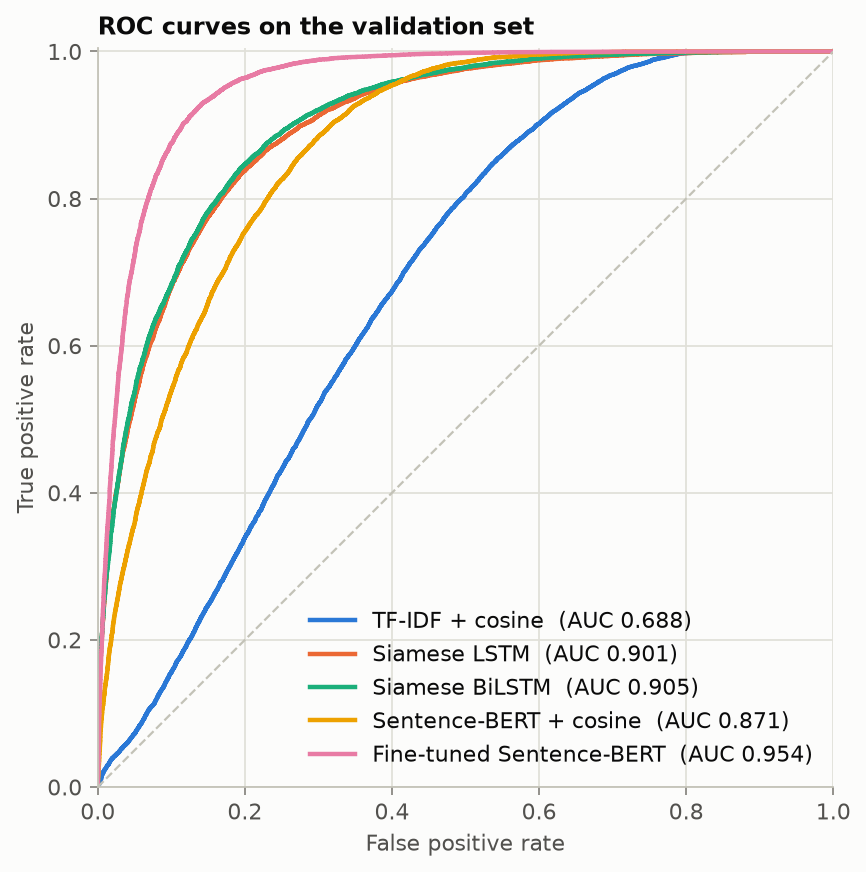 ROC curves on the validation set
1.0
0.8
0.6
0.4
0.2
0.0
True positive rate
TF-IDF + cosine (AUC 0.688)
Siamese LSTM (AUC 0.901)
Siamese BiLSTM (AUC 0.905)
Sentence-BERT + cosine (AUC 0.871)
Fine-tuned Sentence-BERT (AUC 0.954)
0.0 0.2 0.4 0.6 0.8 1.0
False positive rate